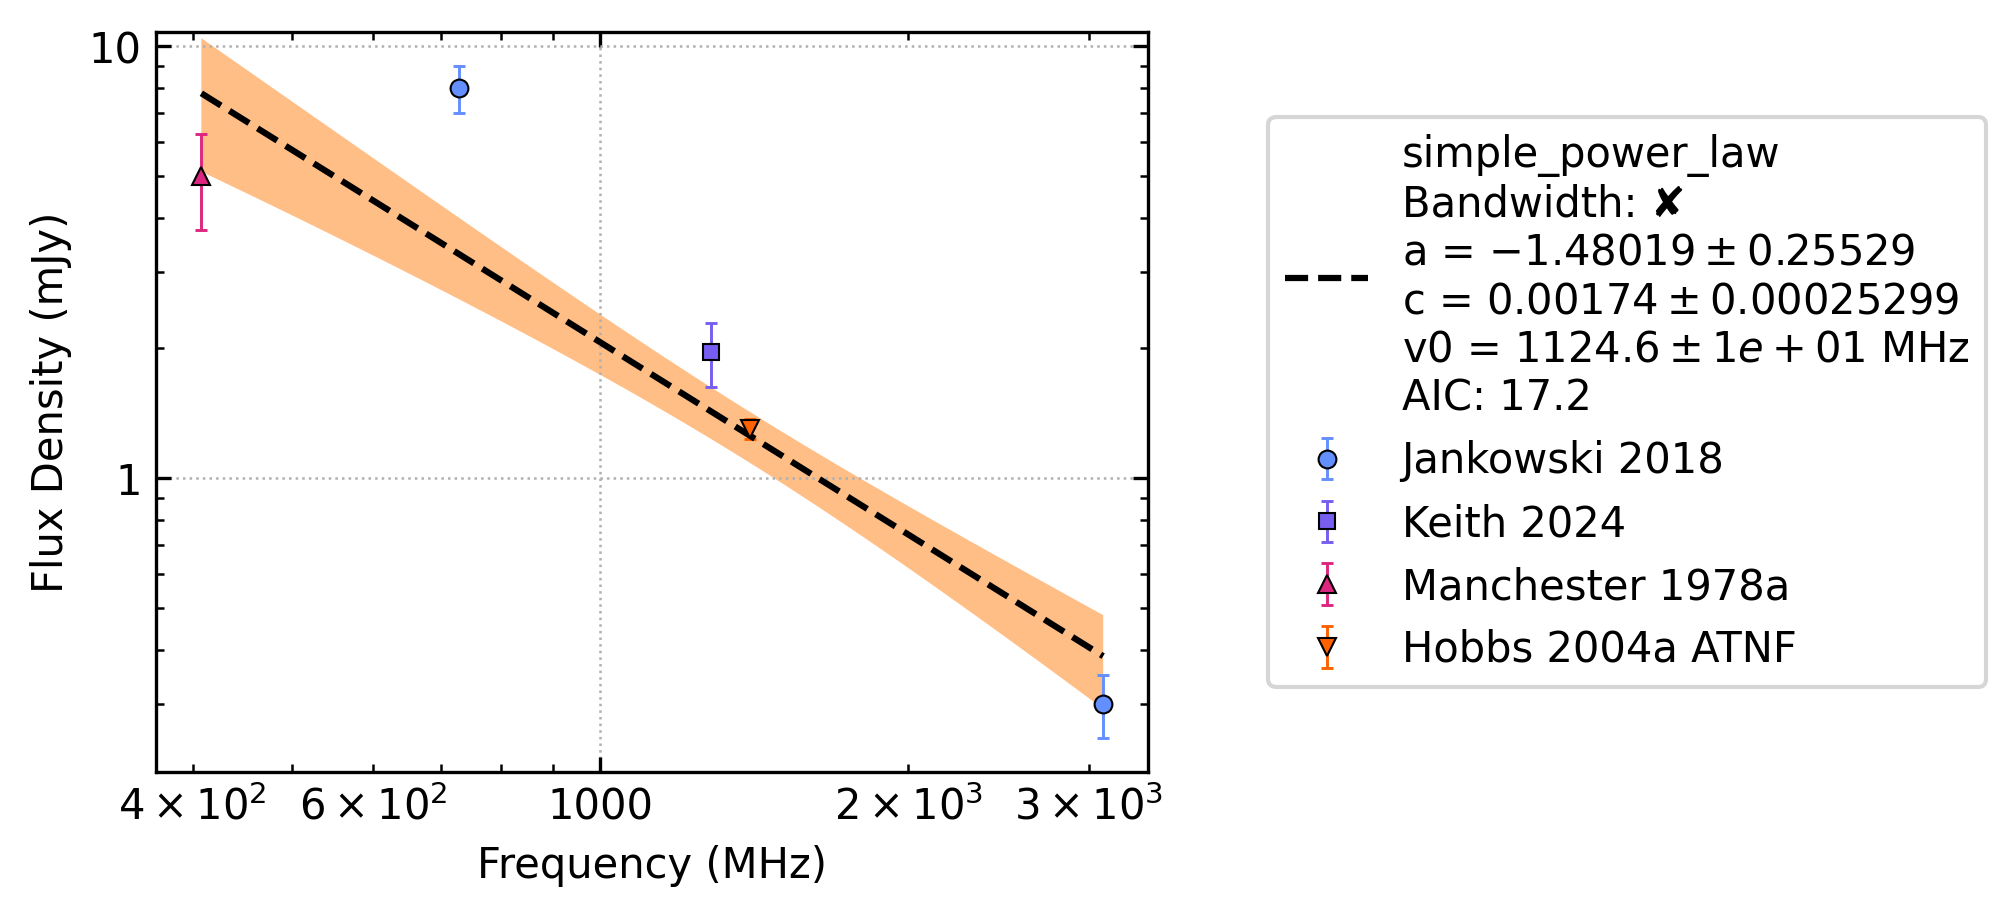 10
1
Flux Density (mJy)
4 × 10²
6 × 10²
1000
2 × 10³
3 × 10³
Frequency (MHz)
simple_power_law
Bandwidth: ✘
a = −1.48019 ± 0.25529
c = 0.00174 ± 0.00025299
v0 = 1124.6 ± 1e + 01 MHz
AIC: 17.2
Jankowski 2018
Keith 2024
Manchester 1978a
Hobbs 2004a ATNF